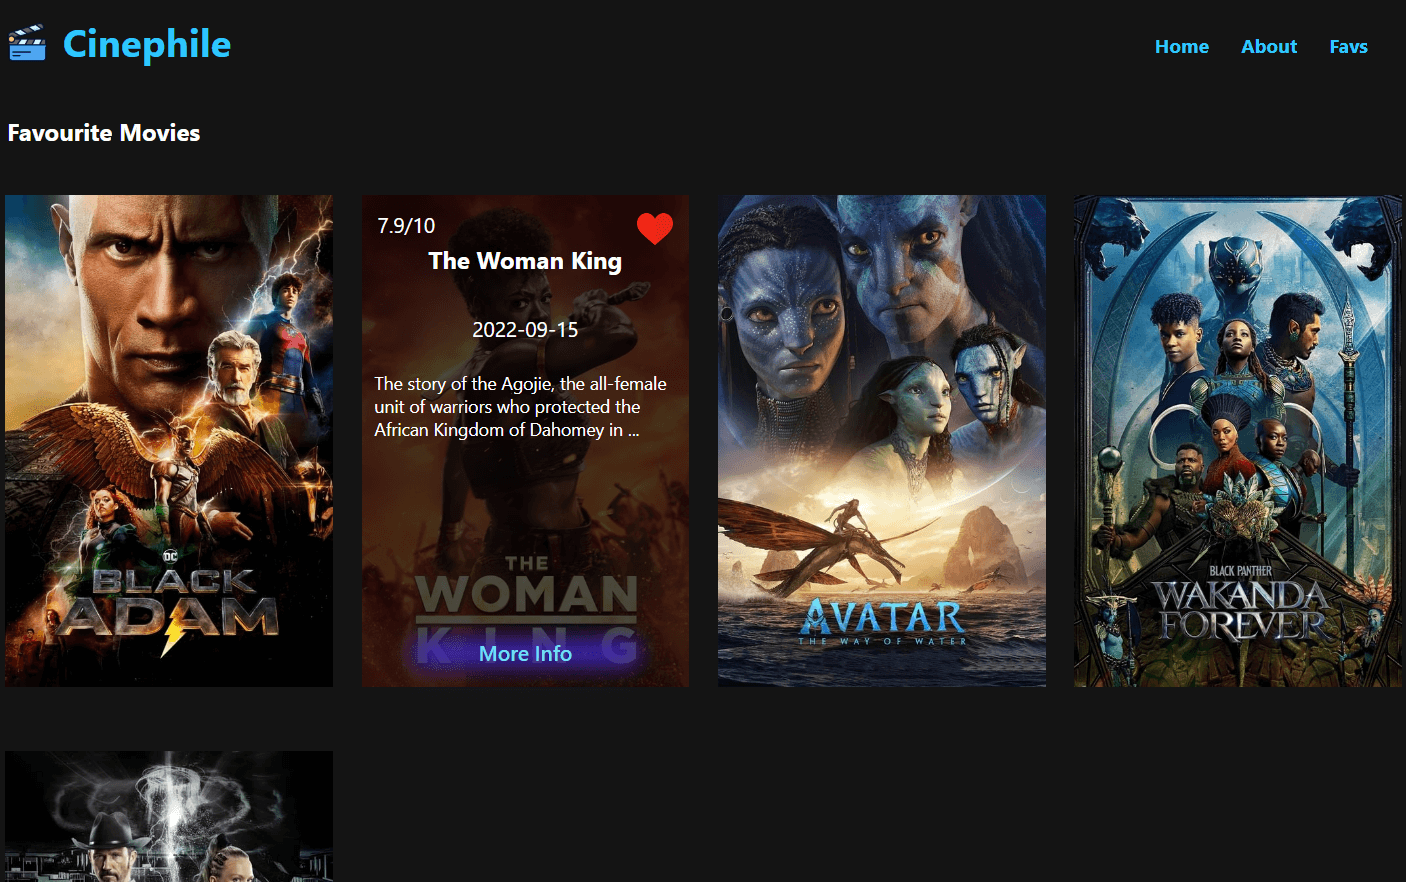 Cinephile
Home About Favs
Favourite Movies
DC
BLACK
ADAM
7.9/10
The Woman King
2022-09-15
The story of the Agojie, the all-female
unit of warriors who protected the
African Kingdom of Dahomey in ...
THE
WOMAN
KING
More Info
AVATAR
THE WAY OF WATER
BLACK PANTHER
WAKANDA
FOREVER